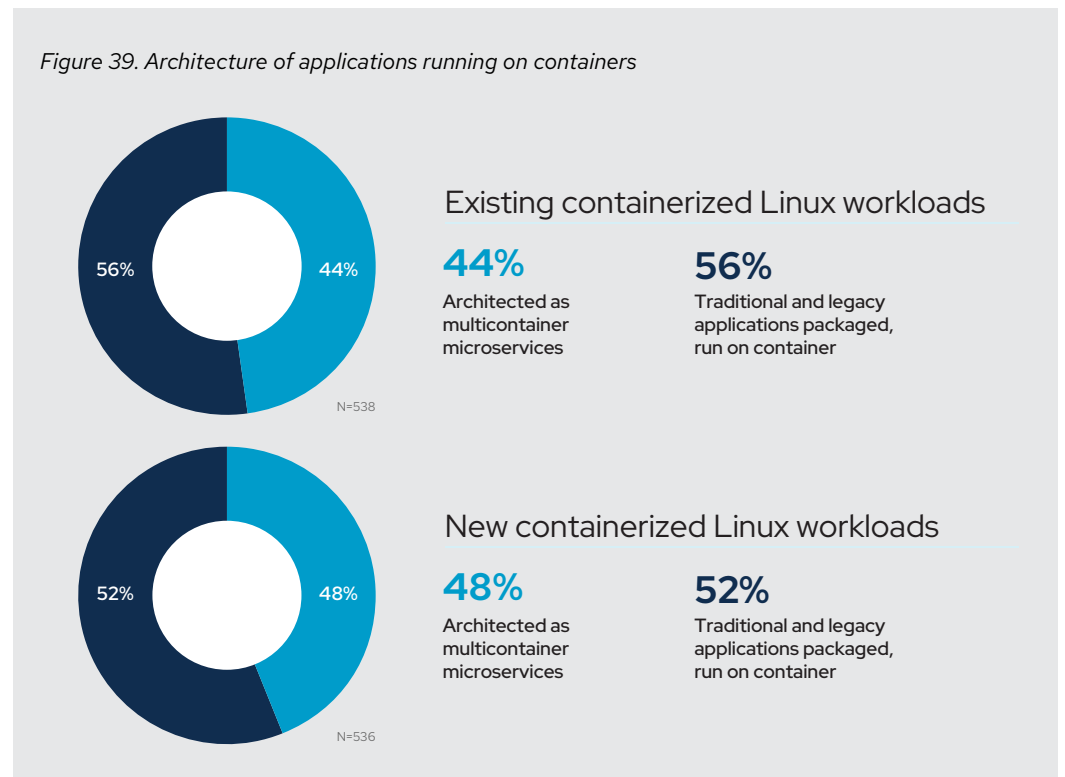 Figure 39. Architecture of applications running on containers
56%
44%
N=538
Existing containerized Linux workloads
44%
Architected as
multicontainer
microservices
56%
Traditional and legacy
applications packaged,
run on container
52%
48%
N=536
New containerized Linux workloads
48%
Architected as
multicontainer
microservices
52%
Traditional and legacy
applications packaged,
run on container